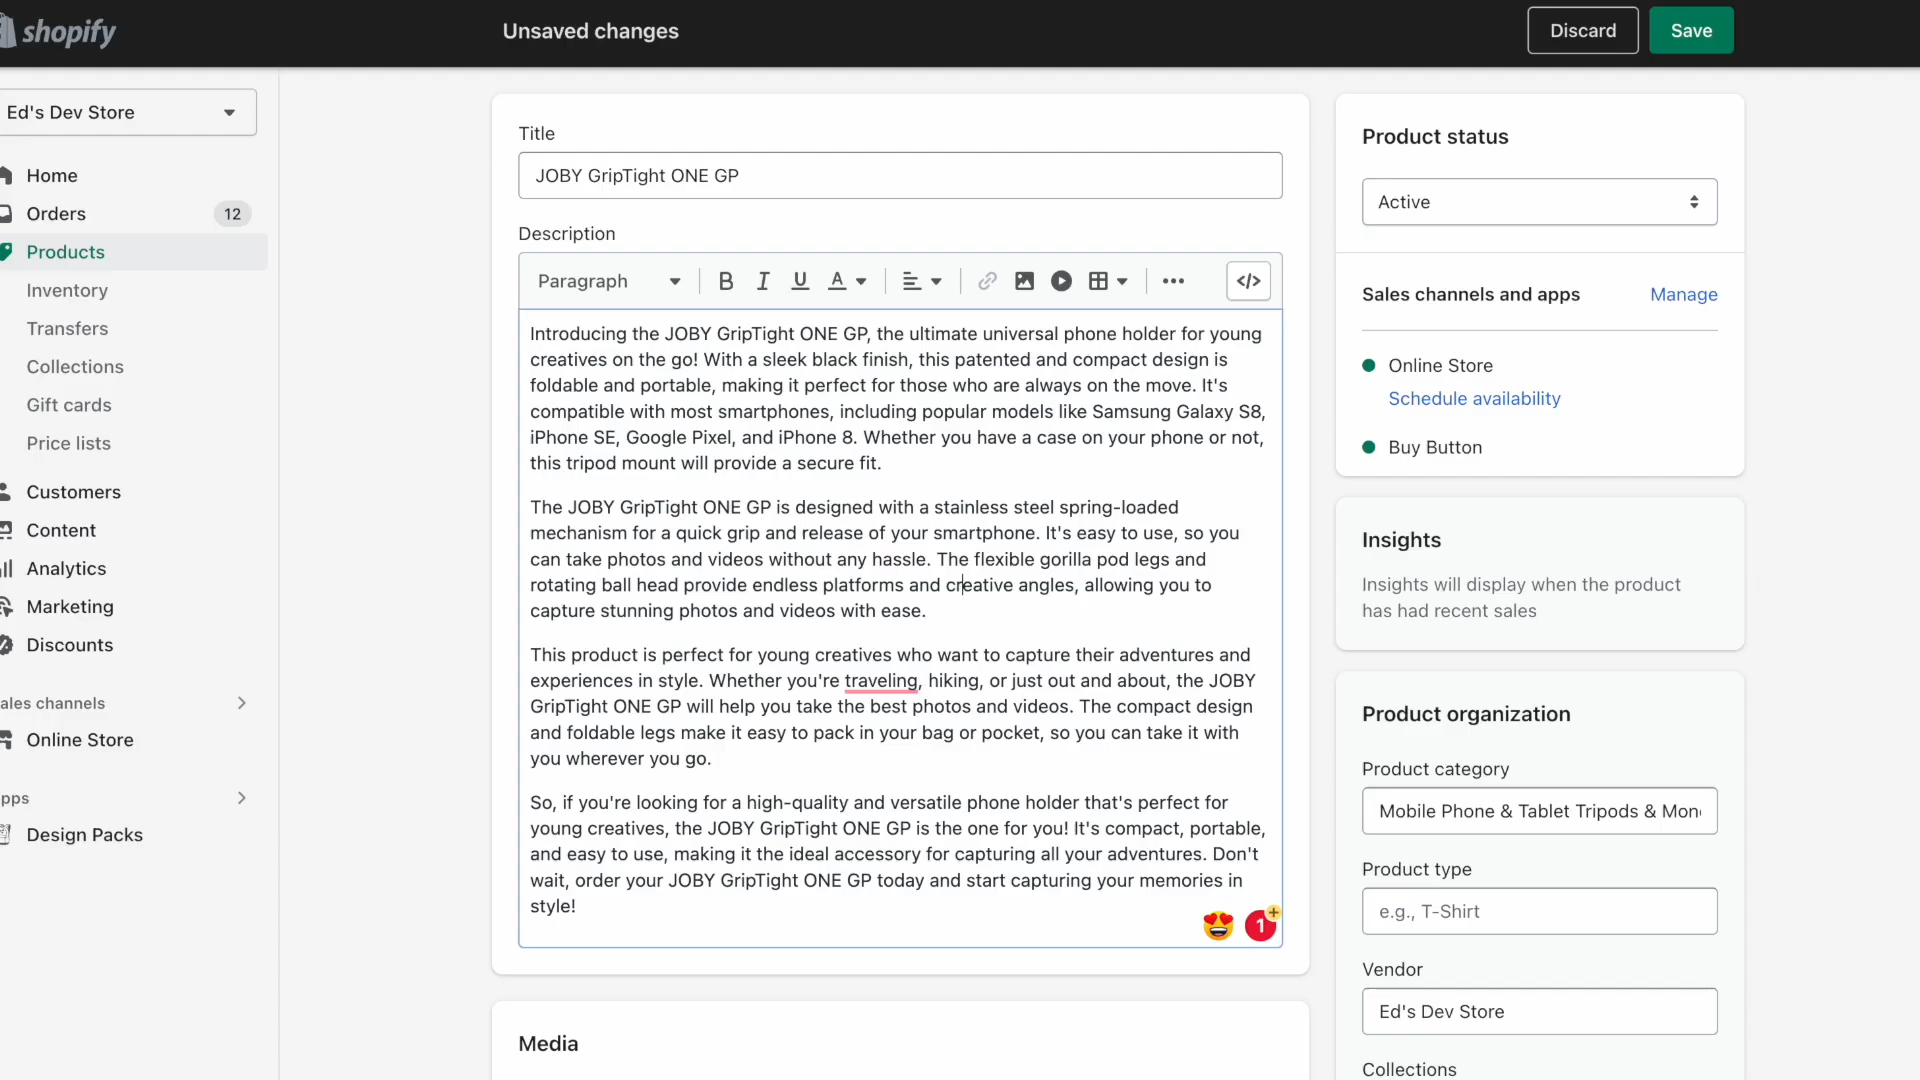 shopify
Unsaved changes
Discard
Save
Ed's Dev Store
Home
Orders
12
Products
Inventory
Transfers
Collections
Gift cards
Price lists
Customers
Content
Analytics
Marketing
Discounts
ales channels
Online Store
pps
Design Packs
Title
JOBY GripTight ONE GP
Description
Paragraph
B I U A
</>
Introducing the JOBY GripTight ONE GP, the ultimate universal phone holder for young
creatives on the go! With a sleek black finish, this patented and compact design is
foldable and portable, making it perfect for those who are always on the move. It's
compatible with most smartphones, including popular models like Samsung Galaxy S8,
iPhone SE, Google Pixel, and iPhone 8. Whether you have a case on your phone or not,
this tripod mount will provide a secure fit.
The JOBY GripTight ONE GP is designed with a stainless steel spring-loaded
mechanism for a quick grip and release of your smartphone. It's easy to use, so you
can take photos and videos without any hassle. The flexible gorilla pod legs and
rotating ball head provide endless platforms and creative angles, allowing you to
capture stunning photos and videos with ease.
This product is perfect for young creatives who want to capture their adventures and
experiences in style. Whether you're traveling, hiking, or just out and about, the JOBY
GripTight ONE GP will help you take the best photos and videos. The compact design
and foldable legs make it easy to pack in your bag or pocket, so you can take it with
you wherever you go.
So, if you're looking for a high-quality and versatile phone holder that's perfect for
young creatives, the JOBY GripTight ONE GP is the one for you! It's compact, portable,
and easy to use, making it the ideal accessory for capturing all your adventures. Don't
wait, order your JOBY GripTight ONE GP today and start capturing your memories in
style!
1
Media
Product status
Active
Sales channels and apps
Manage
Online Store
Schedule availability
Buy Button
Insights
Insights will display when the product
has had recent sales
Product organization
Product category
Mobile Phone & Tablet Tripods & Mon
Product type
e.g., T-Shirt
Vendor
Ed's Dev Store
Collections